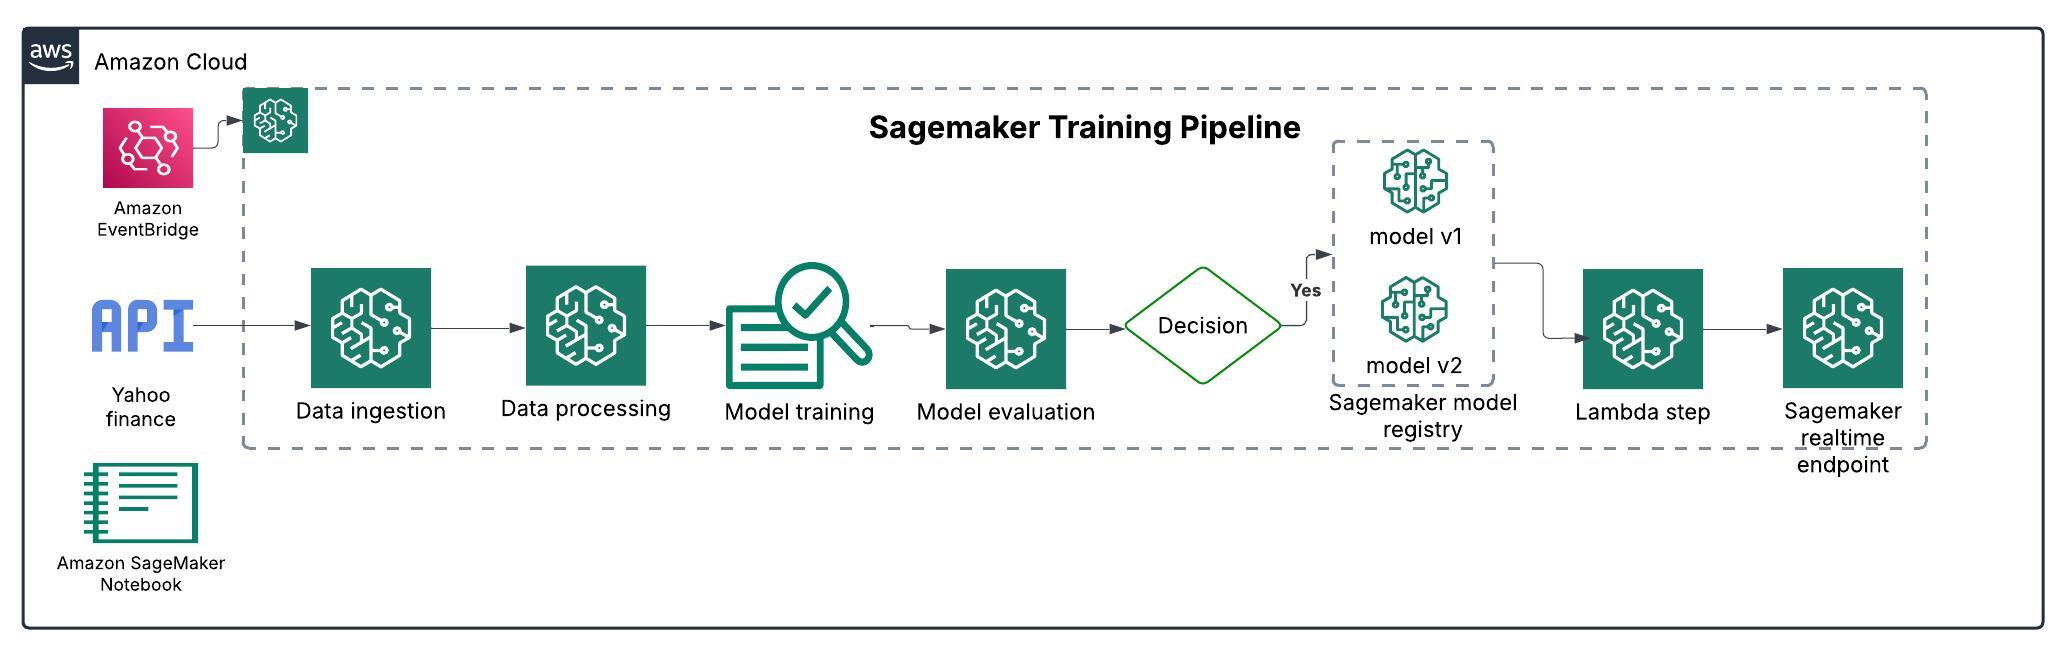 aws
Amazon Cloud
Sagemaker Training Pipeline
Amazon
EventBridge
model v1
Yes
API
Decision
model v2
Yahoo
finance
Data ingestion
Data processing
Model training
Model evaluation
Sagemaker model
registry
Lambda step
Sagemaker
realtime
endpoint
Amazon SageMaker
Notebook